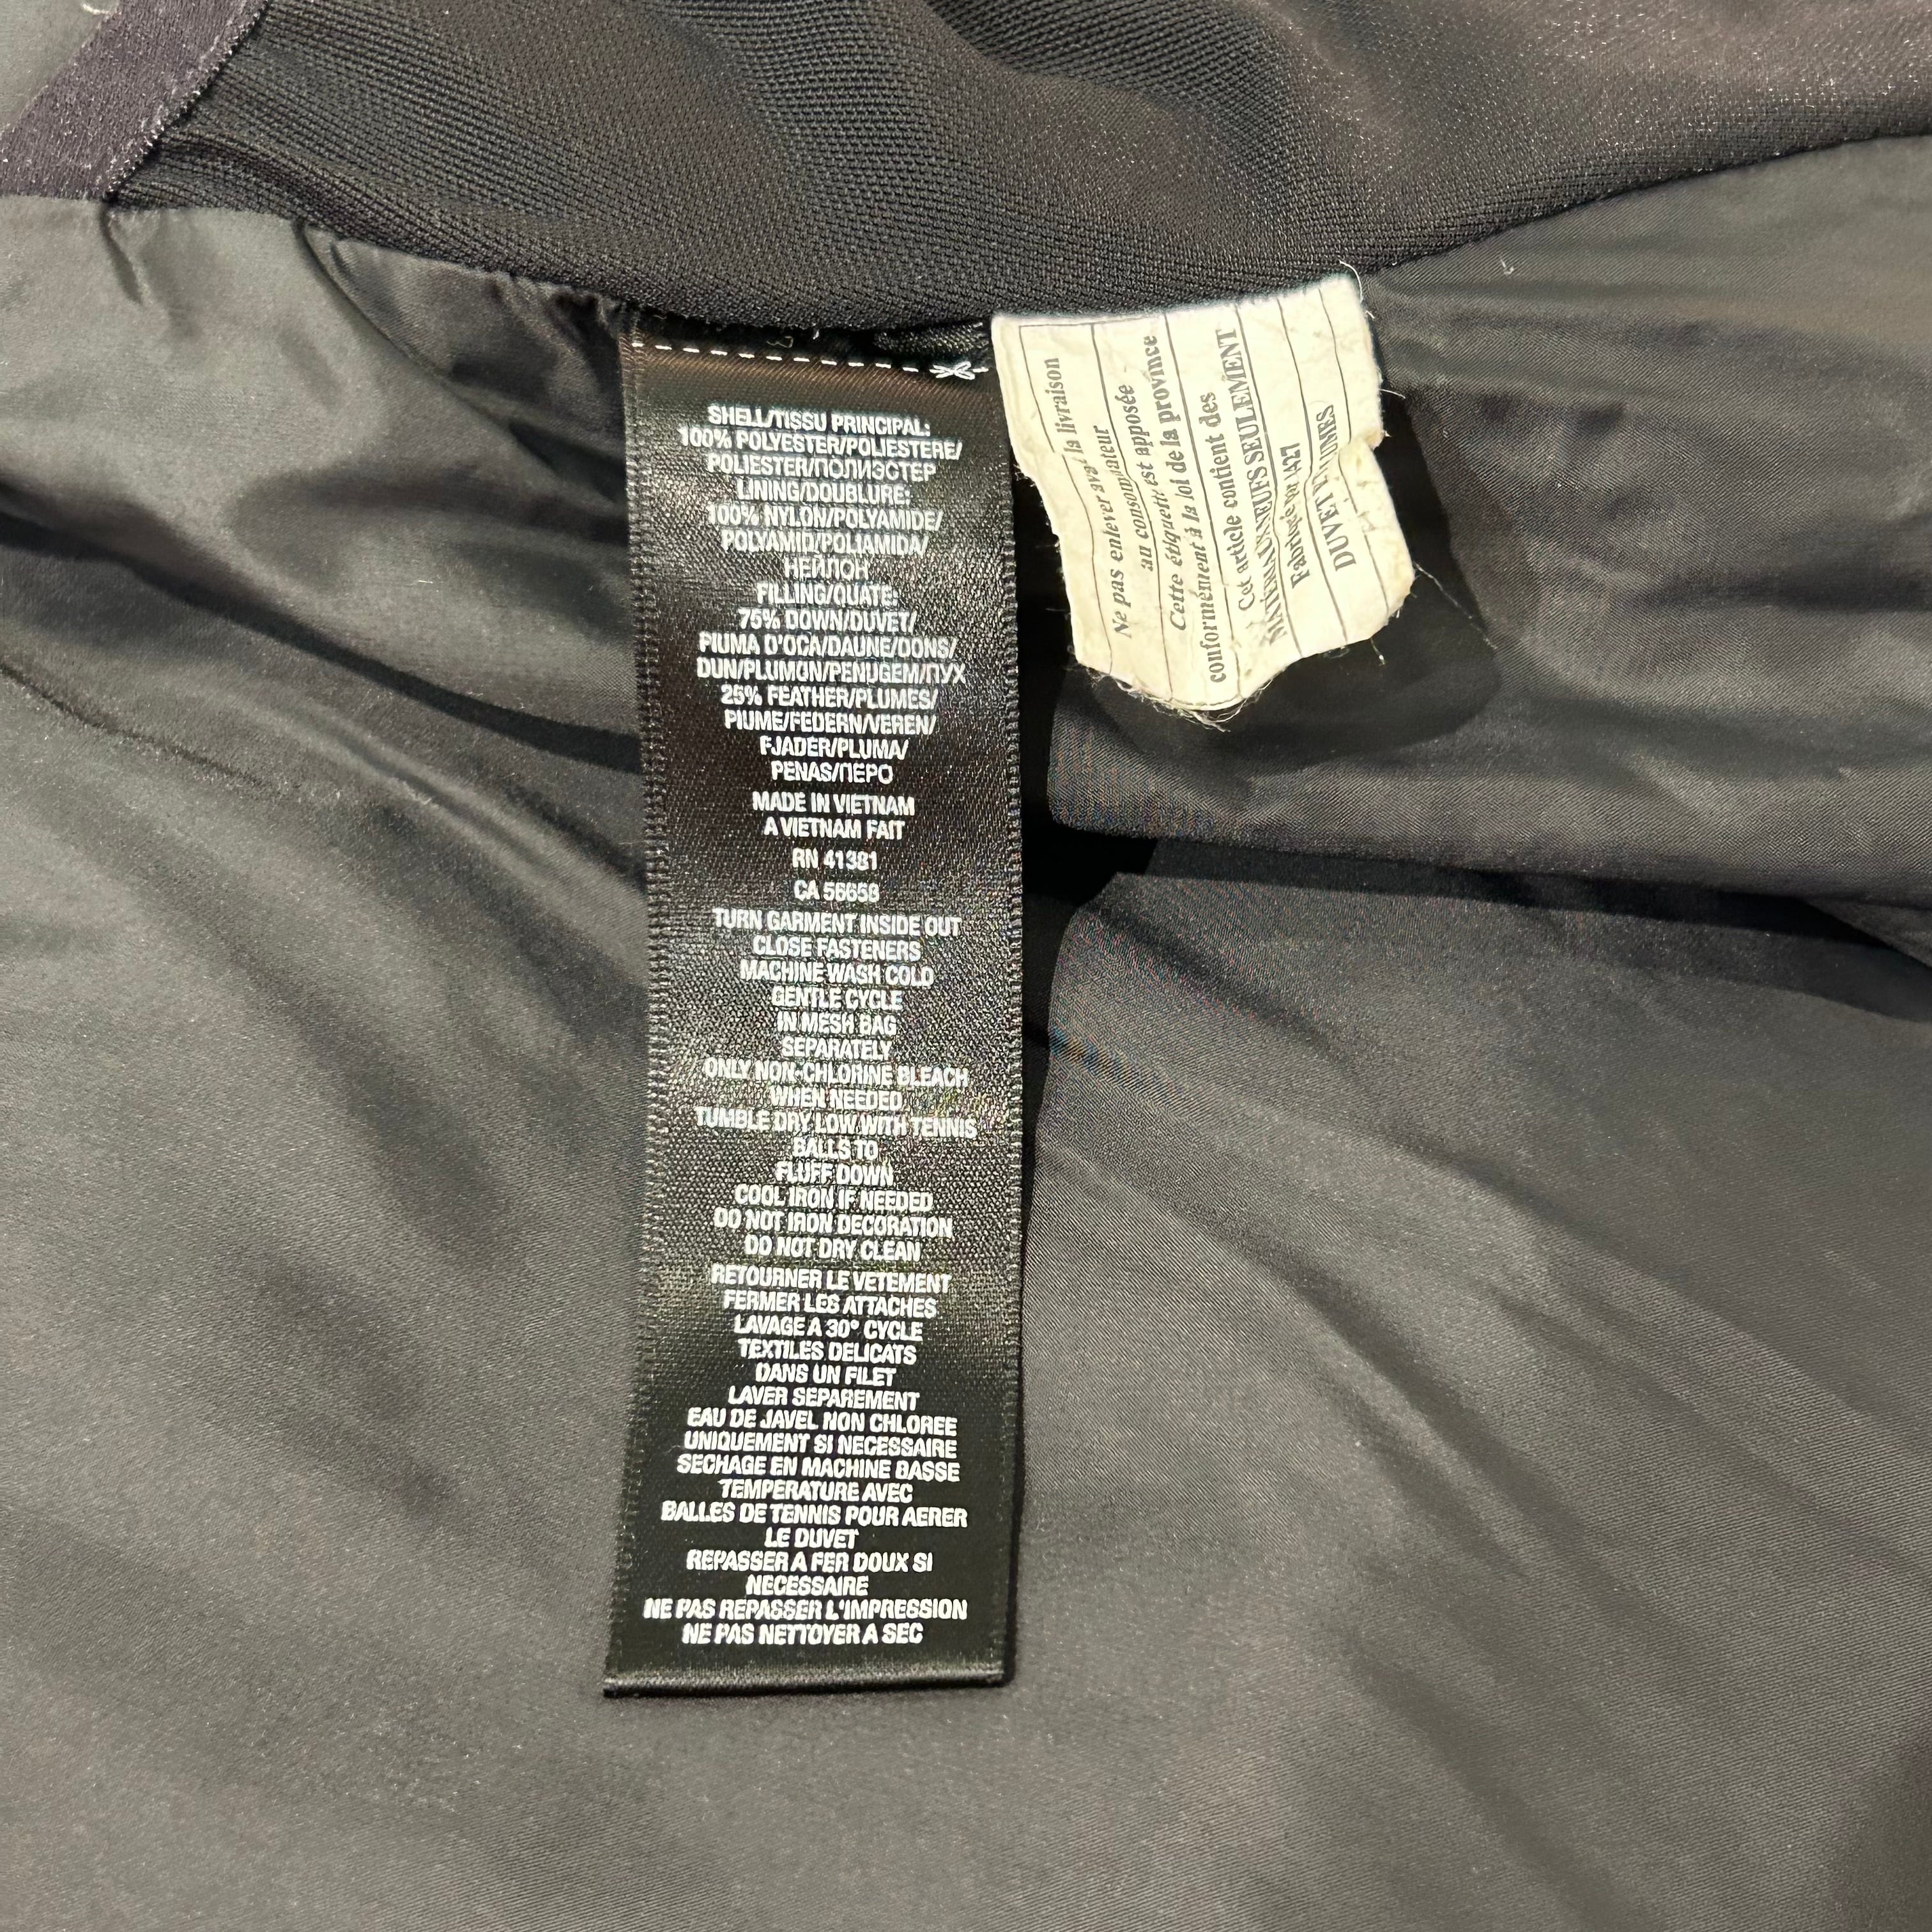 SHELL/TISSU PRINCIPAL:
100% POLYESTER/POLIESTERE/
POLIESTER/ПОЛИЭСТЕР
LINING/DOUBLURE:
100% NYLON/POLYAMIDE/
POLYAMID/POLIAMIDA/
НЕЙЛОН
FILLING/OUATE:
75% DOWN/DUVET/
PIUMA D'OCA/DAUNE/DONS/
DUN/PLUMON/PENUGEM/ПУХ
25% FEATHER/PLUMES/
PIUME/FEDERN/VEREN/
FJADER/PLUMA/
PENAS/ПЕРО
MADE IN VIETNAM
A VIETNAM FAIT
RN 41381
CA 56658
TURN GARMENT INSIDE OUT
CLOSE FASTENERS
MACHINE WASH COLD
GENTLE CYCLE
IN MESH BAG
SEPARATELY
ONLY NON-CHLORINE BLEACH
WHEN NEEDED
TUMBLE DRY LOW WITH TENNIS
BALLS TO
FLUFF DOWN
COOL IRON IF NEEDED
DO NOT IRON DECORATION
DO NOT DRY CLEAN
RETOURNER LE VETEMENT
FERMER LES ATTACHES
LAVAGE A 30° CYCLE
TEXTILES DELICATS
DANS UN FILET
LAVER SEPAREMENT
EAU DE JAVEL NON CHLOREE
UNIQUEMENT SI NECESSAIRE
SECHAGE EN MACHINE BASSE
TEMPERATURE AVEC
BALLES DE TENNIS POUR AERER
LE DUVET
REPASSER A FER DOUX SI
NECESSAIRE
NE PAS REPASSER L'IMPRESSION
NE PAS NETTOYER A SEC
Ne pas enlever avant la livraison
au consommateur
Cette étiquette est apposée
conformément à la loi de la province
Cet article contient des
MATÉRIAUX NEUFS SEULEMENT
DUVET PLUMES